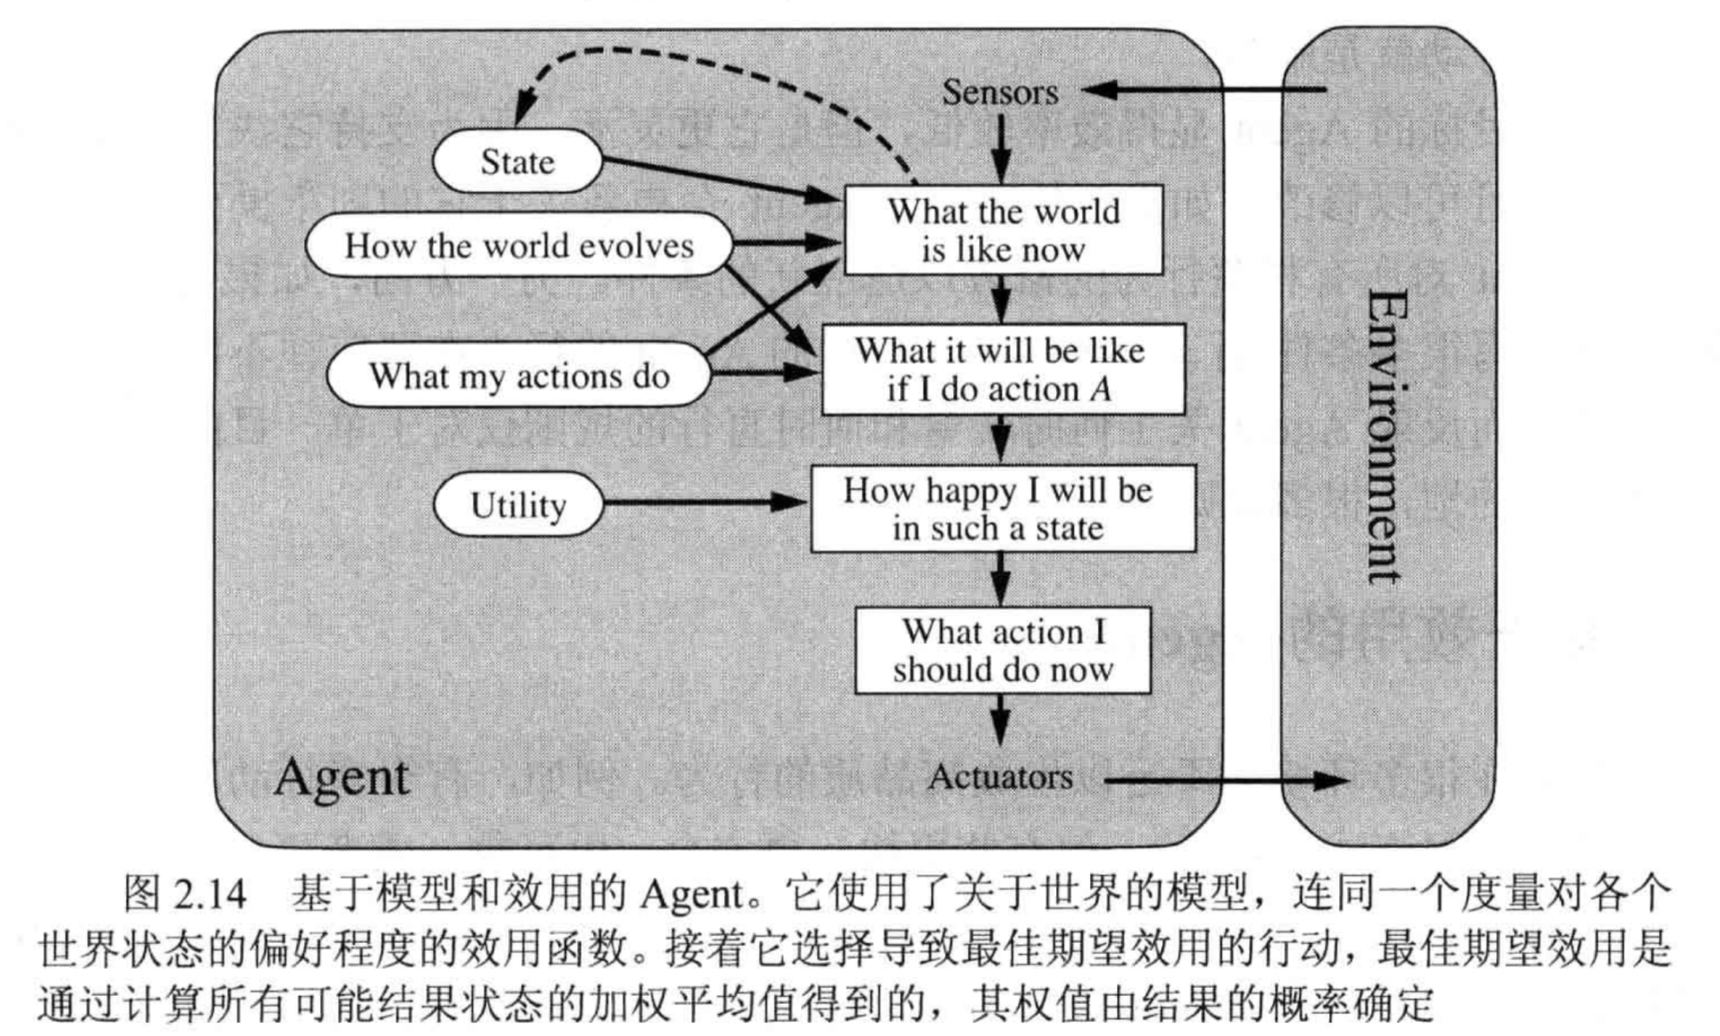 Sensors
State
What the world
is like now
How the world evolves
What it will be like
if I do action A
What my actions do
How happy I will be
in such a state
Utility
What action I
should do now
Agent
Actuators
Environment
图 2.14 基于模型和效用的 Agent。它使用了关于世界的模型，连同一个度量对各个
世界状态的偏好程度的效用函数。接着它选择导致最佳期望效用的行动，最佳期望效用是
通过计算所有可能结果状态的加权平均值得到的，其权值由结果的概率确定